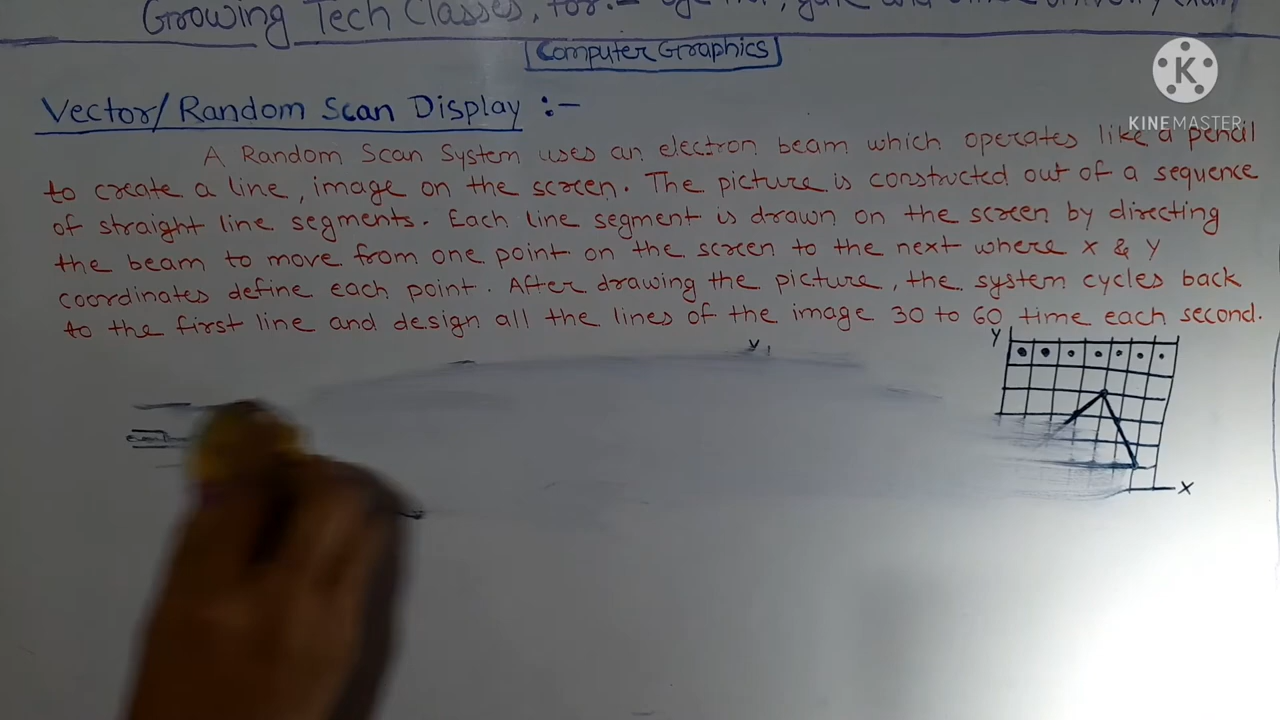 Growing Tech Classes, for:-
Computer Graphics
KINEMASTER
Vector/Random Scan Display :-
A Random Scan System uses an electron beam which operates like a pencil
to create a line, image on the screen. The picture is constructed out of a sequence
of straight line segments. Each line segment is drawn on the screen by directing
the beam to move from one point on the screen to the next where x & y
coordinates define each point. After drawing the picture, the system cycles back
to the first line and design all the lines of the image 30 to 60 time each second.
Y
X